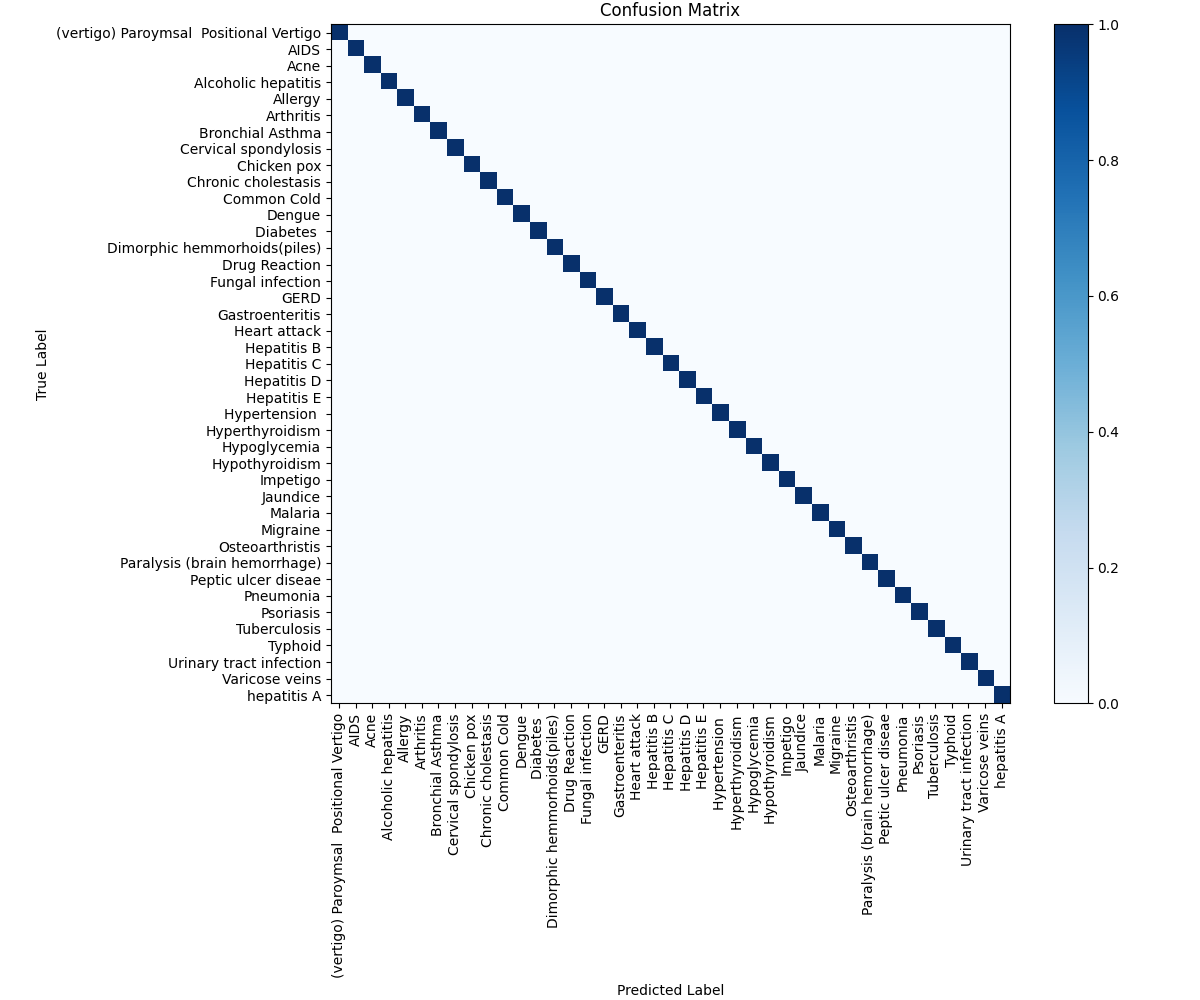 Confusion Matrix
(vertigo) Paroymsal  Positional Vertigo
AIDS
Acne
Alcoholic hepatitis
Allergy
Arthritis
Bronchial Asthma
Cervical spondylosis
Chicken pox
Chronic cholestasis
Common Cold
Dengue
Diabetes
Dimorphic hemmorhoids(piles)
Drug Reaction
Fungal infection
GERD
Gastroenteritis
Heart attack
Hepatitis B
Hepatitis C
Hepatitis D
Hepatitis E
Hypertension
Hyperthyroidism
Hypoglycemia
Hypothyroidism
Impetigo
Jaundice
Malaria
Migraine
Osteoarthristis
Paralysis (brain hemorrhage)
Peptic ulcer diseae
Pneumonia
Psoriasis
Tuberculosis
Typhoid
Urinary tract infection
Varicose veins
hepatitis A
True Label
(vertigo) Paroymsal  Positional Vertigo
AIDS
Acne
Alcoholic hepatitis
Allergy
Arthritis
Bronchial Asthma
Cervical spondylosis
Chicken pox
Chronic cholestasis
Common Cold
Dengue
Diabetes
Dimorphic hemmorhoids(piles)
Drug Reaction
Fungal infection
GERD
Gastroenteritis
Heart attack
Hepatitis B
Hepatitis C
Hepatitis D
Hepatitis E
Hypertension
Hyperthyroidism
Hypoglycemia
Hypothyroidism
Impetigo
Jaundice
Malaria
Migraine
Osteoarthristis
Paralysis (brain hemorrhage)
Peptic ulcer diseae
Pneumonia
Psoriasis
Tuberculosis
Typhoid
Urinary tract infection
Varicose veins
hepatitis A
Predicted Label
1.0
0.8
0.6
0.4
0.2
0.0